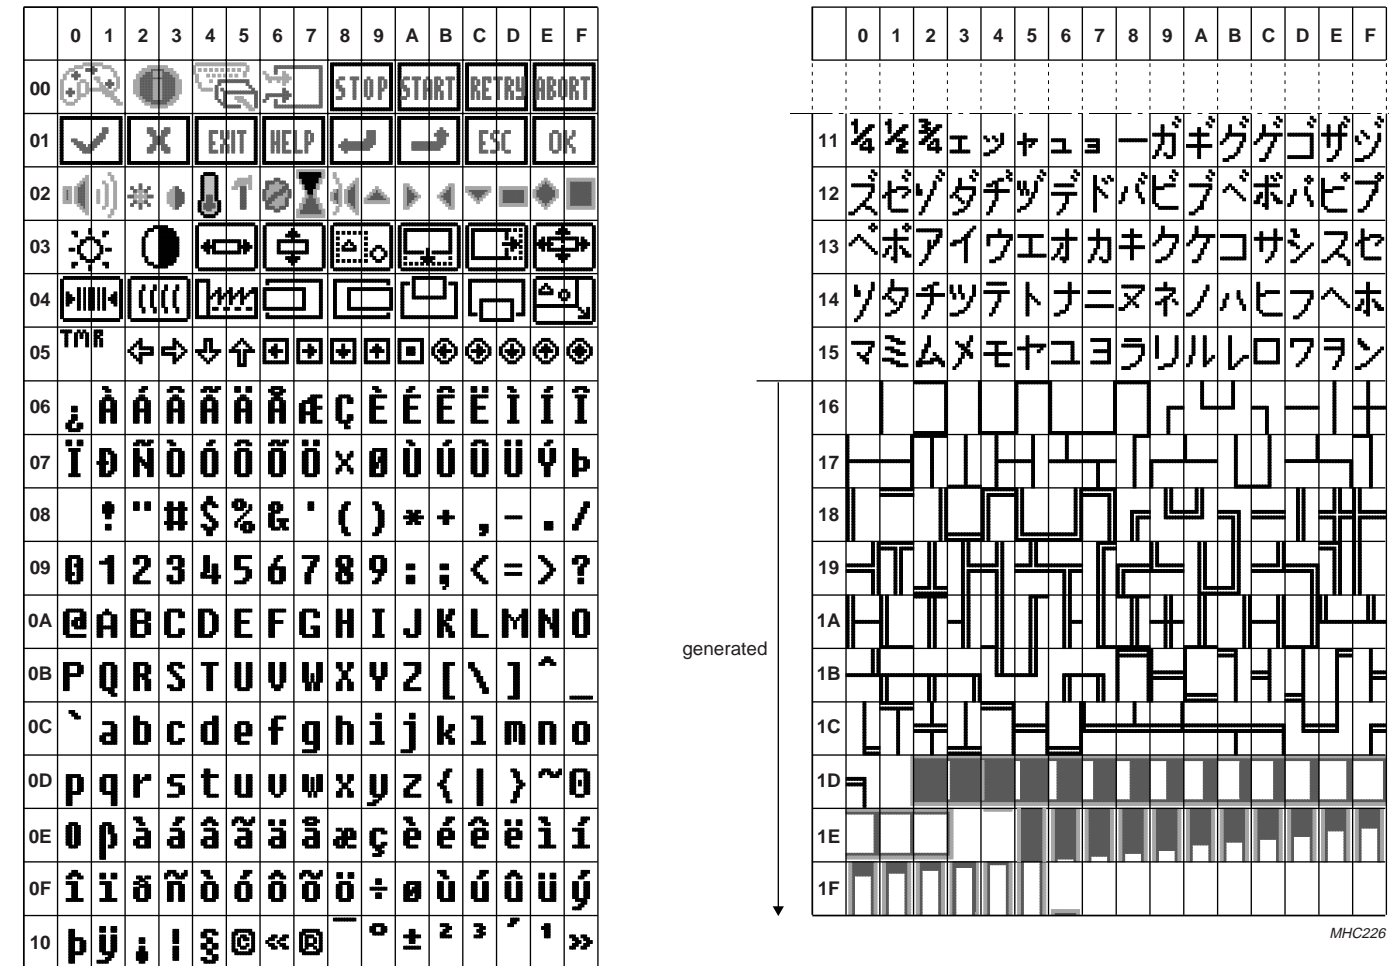 0 1 2 3 4 5 6 7 8 9 A B C D E F
00 STOP START RETRY ABORT
01 EXIT HELP ESC OK
02
03
04
05 TMR
06 ¿ À Á Â Ã Ä Å Æ Ç È É Ê Ë Ì Í Î
07 Ï Ð Ñ Ò Ó Ô Õ Ö × Ø Ù Ú Û Ü Ý Þ
08 ! " # $ % & ' ( ) * + , - . /
09 0 1 2 3 4 5 6 7 8 9 : ; < = > ?
0A @ A B C D E F G H I J K L M N O
0B P Q R S T U V W X Y Z [ \ ] ^ _
0C ` a b c d e f g h i j k l m n o
0D p q r s t u v w x y z { | } ~ 0
0E 0 β à á â ã ä å æ ç è é ê ë ì í
0F î ï ð ñ ò ó ô õ ö ÷ ø ù ú û ü ý
10 þ ÿ ¡ ¦ § © « ® ¯ ° ± ² ³ ´ ¹ »
0 1 2 3 4 5 6 7 8 9 A B C D E F
11 ¼ ½ ¾ ェ ッ ャ ュ ョ ー ガ ギ グ ゲ ゴ ザ ジ
12 ズ ゼ ゾ ダ ヂ ヅ デ ド バ ビ ブ ベ ボ パ ピ プ
13 ペ ポ ア イ ウ エ オ カ キ ク ケ コ サ シ ス セ
14 ソ タ チ ツ テ ト ナ ニ ヌ ネ ノ ハ ヒ フ ヘ ホ
15 マ ミ ム メ モ ヤ ユ ヨ ラ リ ル レ ロ ワ ヲ ン
16
17
18
19
1A
generated
1B
1C
1D
1E
1F
MHC226